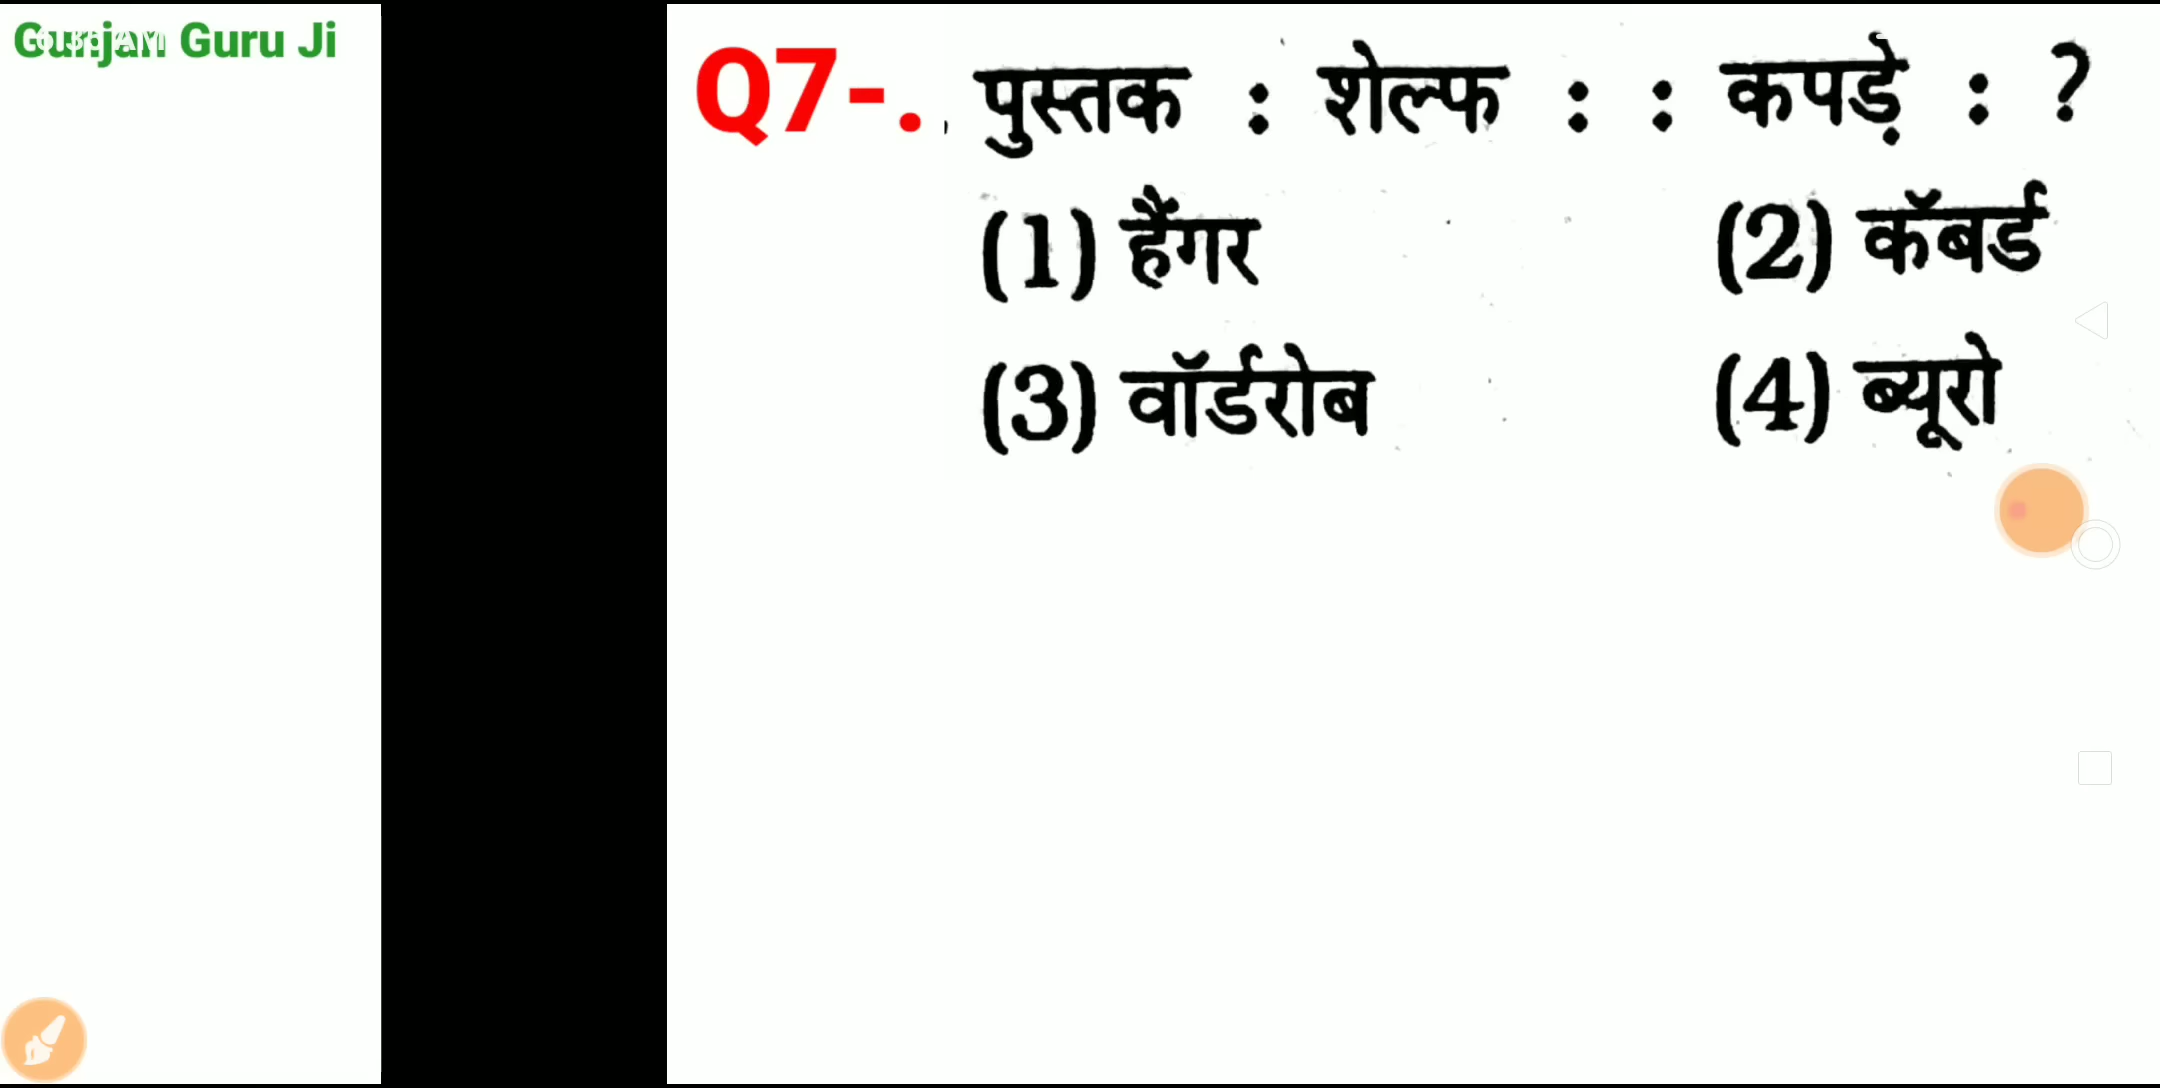 Gunjan Guru Ji
Q7-. पुस्तक : शेल्फ : : कपड़े : ?
(1) हैंगर (2) कॅबर्ड
(3) वॉर्डरोब (4) ब्यूरो